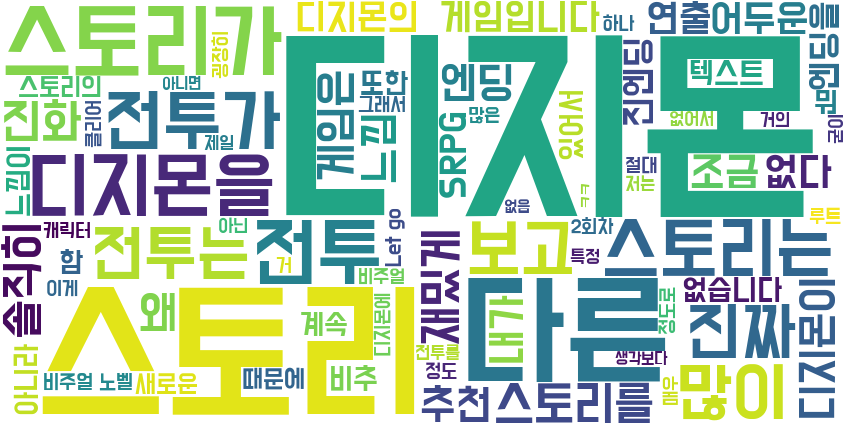 스토리가
굉장히
디지몬의
게임입니다
하나
연출
어두운
엔딩을
스토리의
아니면
진화
클리어
전투가
제일
게임은
또한
그래서
느낌
엔딩
SRPG
많은
있어서
진엔딩
텍스트
없어서
거의
굳이
디지몬
느낌이
디지몬을
절대
저는
조금
없다
ㅋㅋ
없음
솔직히
캐릭터
함
이게
전투는
아닌
전투
거
Let go
비주얼
재밌게
보고
2회차
특정
스토리는
루트
스토리
왜
계속
디지몬에
전투를
정도
다른
내가
없습니다
정도로
진짜
생각보다
디지몬이
아니라
비주얼 노벨
새로운
때문에
비추
추천
스토리를
아
많이